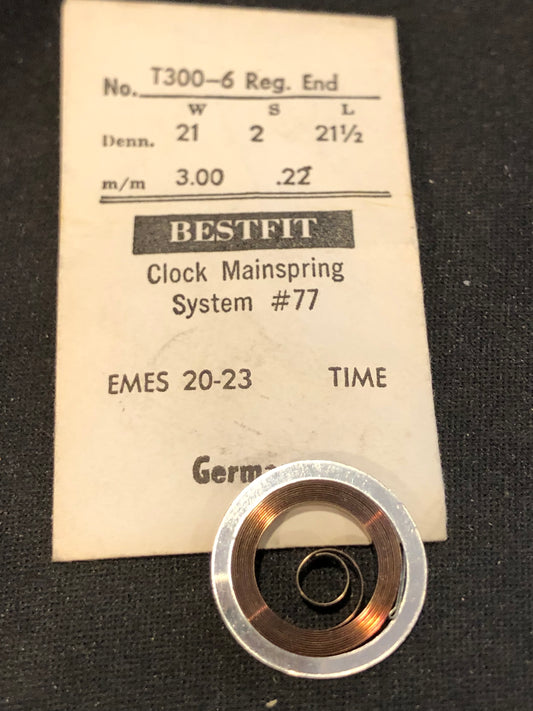 No. T300-6 Reg. End
W S L
Denn. 21 2 21½
m/m 3.00 .22
BESTFIT
Clock Mainspring
System #77
EMES 20-23 TIME